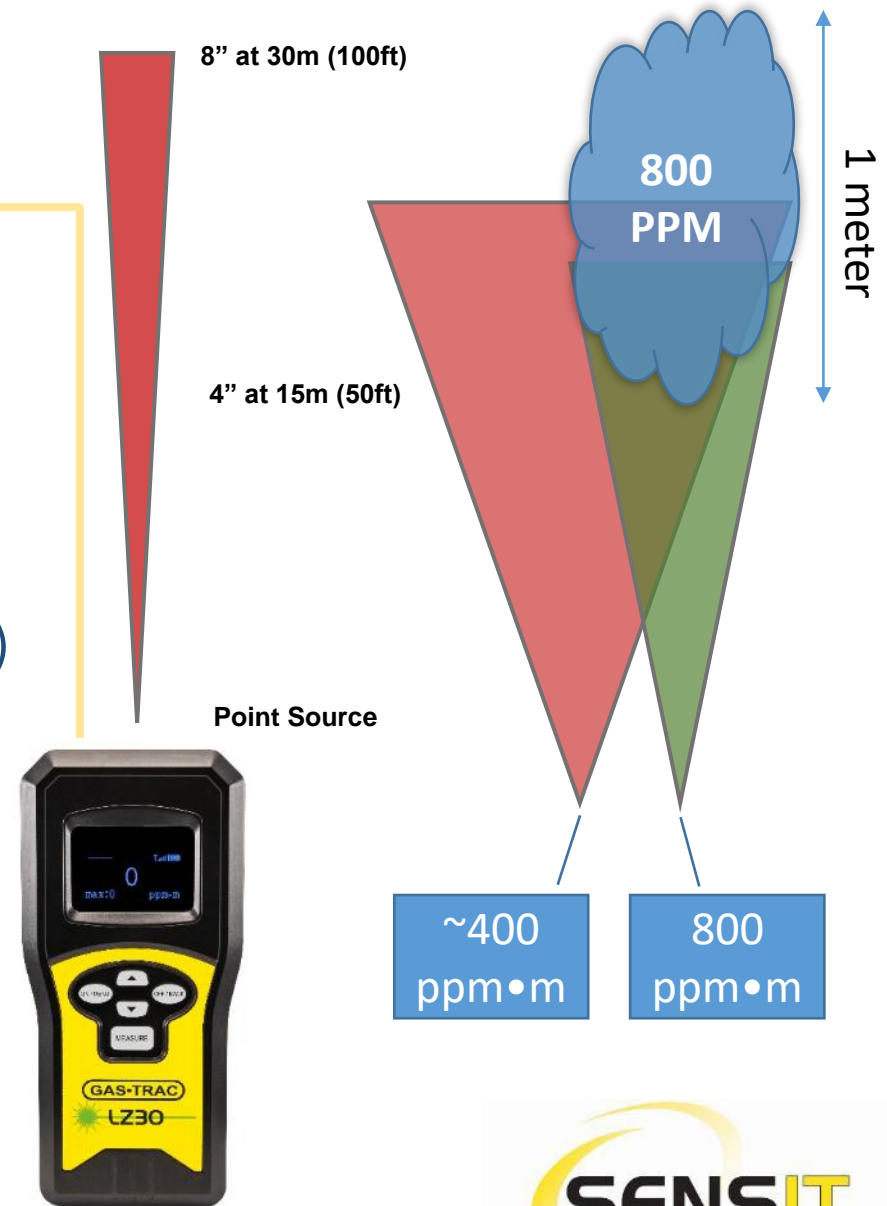 8” at 30m (100ft)
800
PPM
1 meter
4” at 15m (50ft)
)
Point Source
0
max:0 ppm-m
MEASURE
GAS•TRAC
LZ30
~400
ppm•m
800
ppm•m
SENSIT